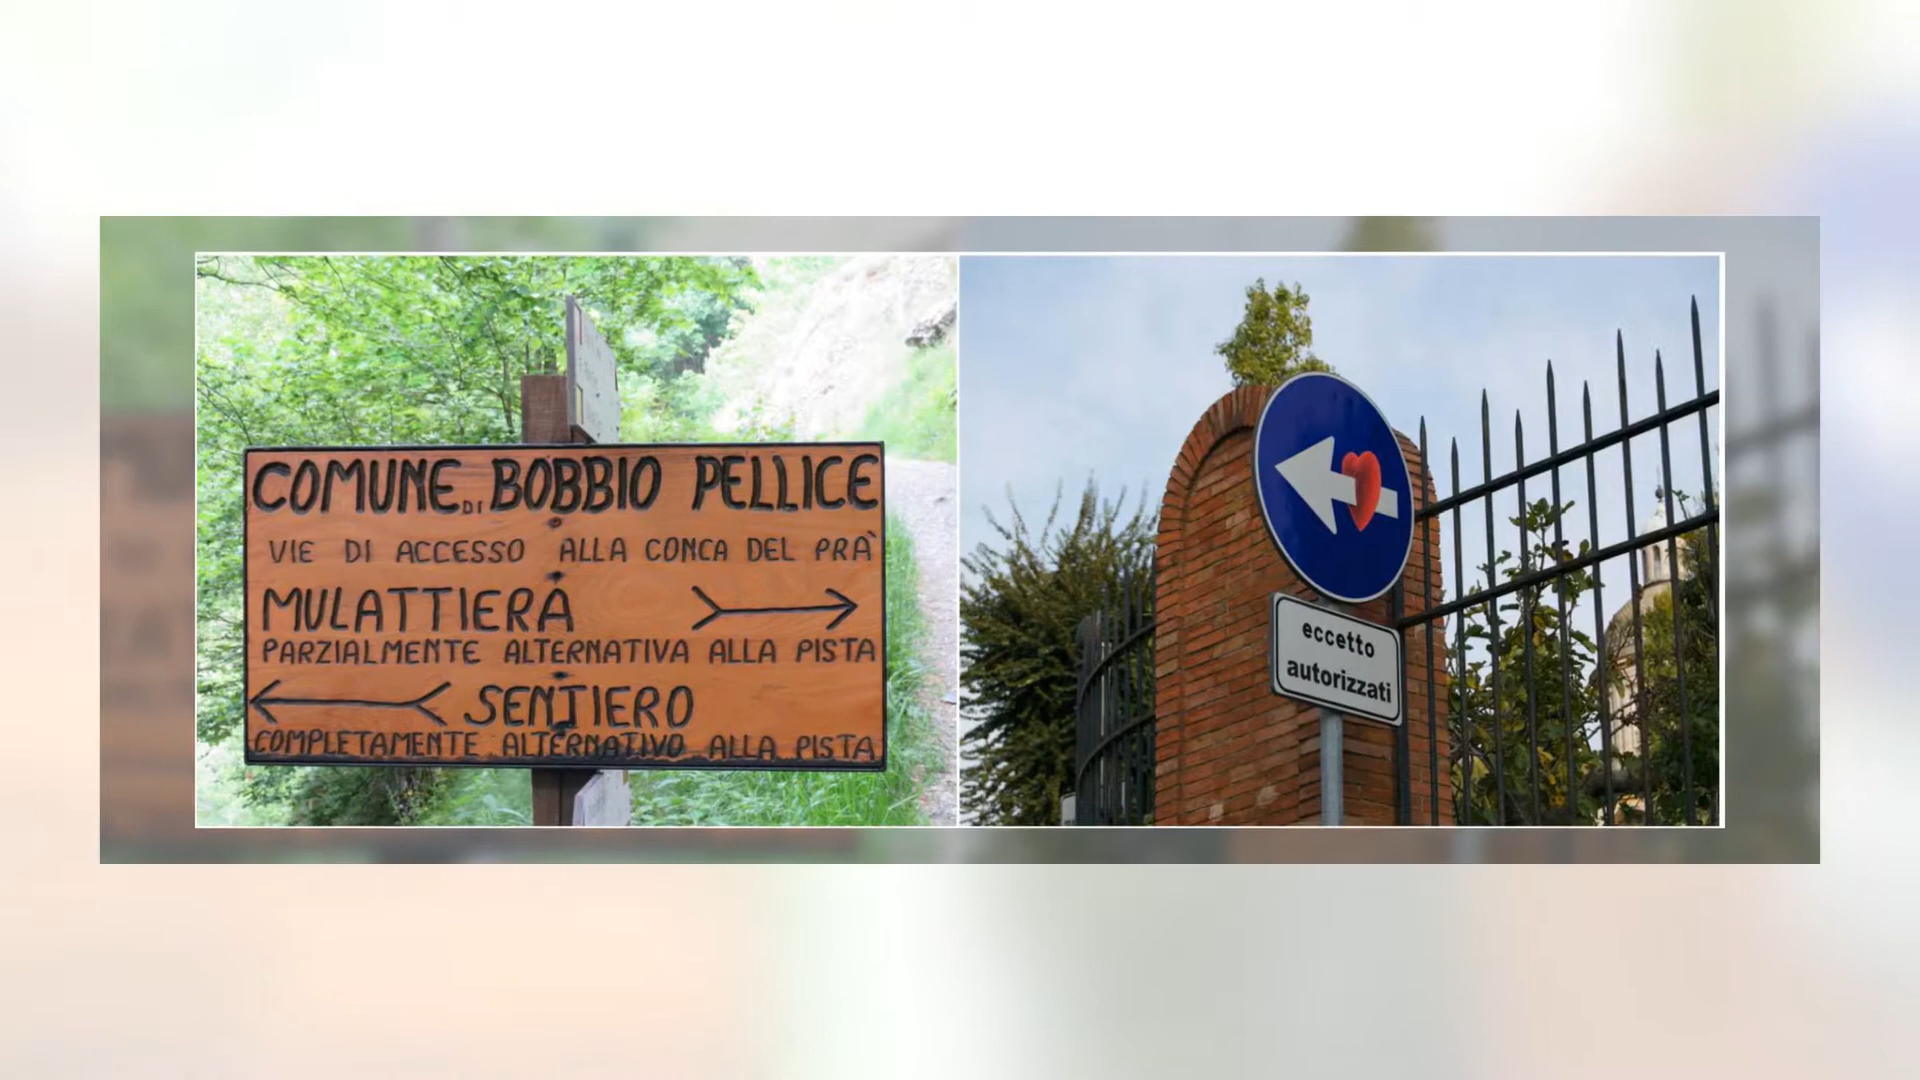 COMUNE DI BOBBIO PELLICE
VIE DI ACCESSO ALLA CONCA DEL PRÀ
MULATTIERA
PARZIALMENTE ALTERNATIVA ALLA PISTA
SENTIERO
COMPLETAMENTE ALTERNATIVO ALLA PISTA
eccetto
autorizzati